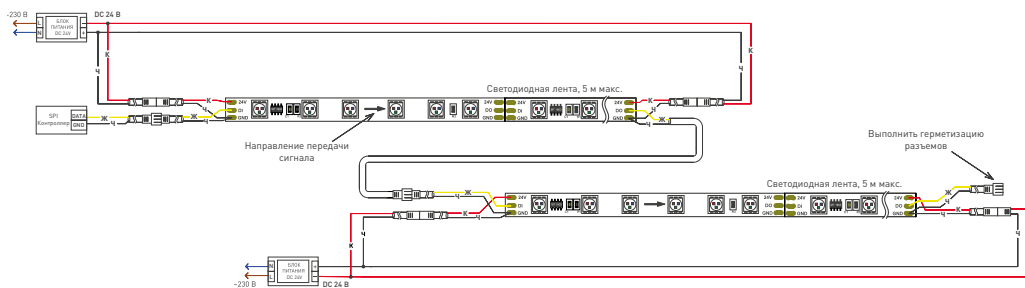 ~230 В
DC 24 В
L
N
БЛОК
ПИТАНИЯ
DC 24V
−
+
К
Ч
К
Ч
SPI
Контроллер
DATA
GND
Ж
Ч
Ж
Ч
К
Ч
24V
DI
GND
Светодиодная лента, 5 м макс.
24V
DO
GND
24V
DI
GND
24V
DO
GND
К
Ч
Ж
Ч
Направление передачи
сигнала
Выполнить герметизацию
разъемов
Светодиодная лента, 5 м макс.
Ж
Ч
К
Ч
24V
DI
GND
24V
DO
GND
24V
DI
GND
24V
DO
GND
Ж
Ч
К
Ч
К
Ч
Ч
К
N
L
БЛОК
ПИТАНИЯ
DC 24V
+
−
~230 В
DC 24 В